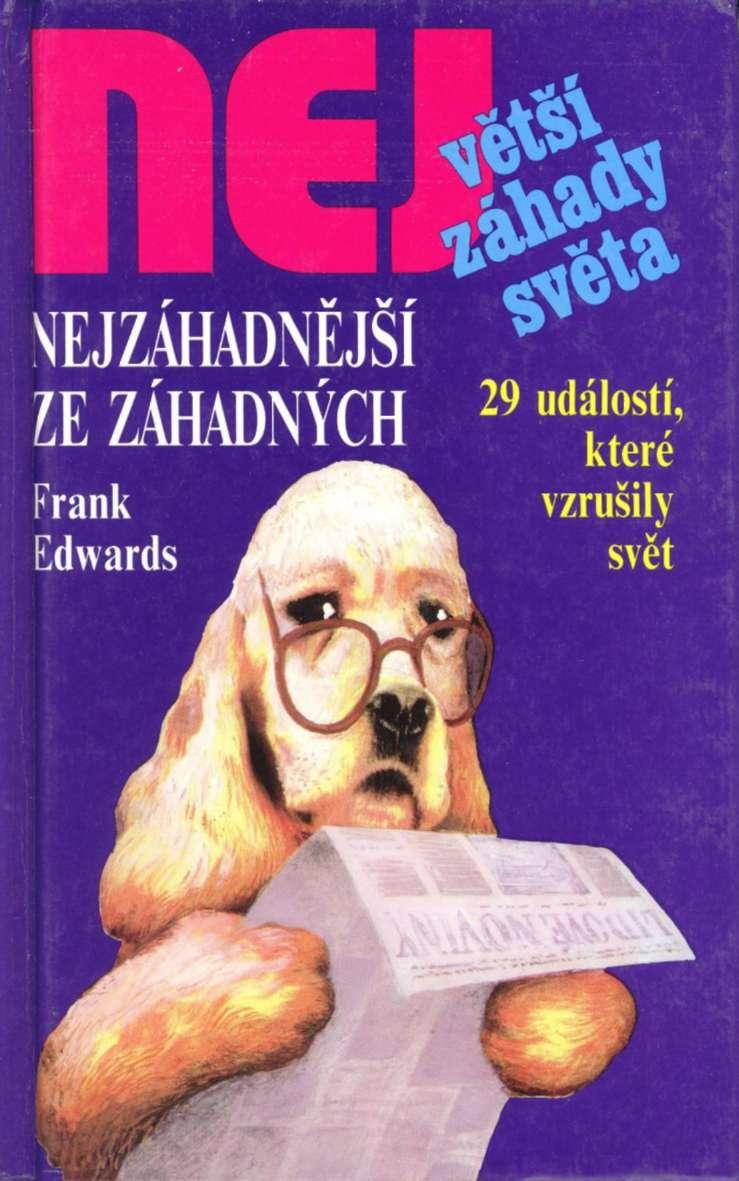 NEJ
větší
záhady
světa
NEJZÁHADNĚJŠÍ
ZE ZÁHADNÝCH
29 událostí,
které
vzrušily
svět
Frank
Edwards
LIDOVÉ NOVINY